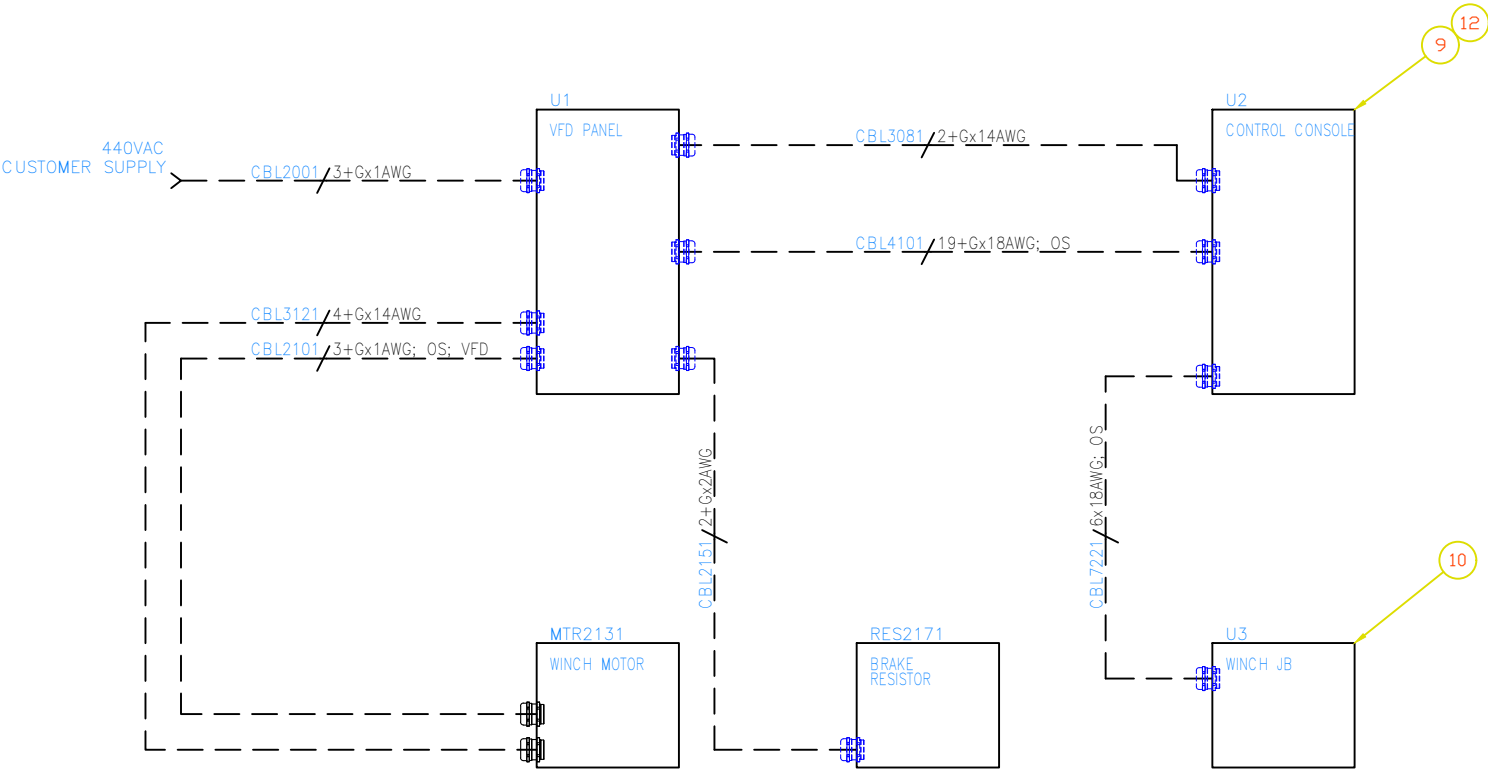 12
9
U1
U2
VFD PANEL
CONTROL CONSOLE
440VAC
CUSTOMER SUPPLY
CBL3081 2+Gx14AWG
CBL2001 3+Gx1AWG
CBL4101 19+Gx18AWG; OS
CBL3121 4+Gx14AWG
CBL2101 3+Gx1AWG; OS; VFD
CBL2151 2+Gx2AWG
CBL7221 6x18AWG; OS
10
MTR2131
WINCH MOTOR
RES2171
BRAKE
RESISTOR
U3
WINCH JB